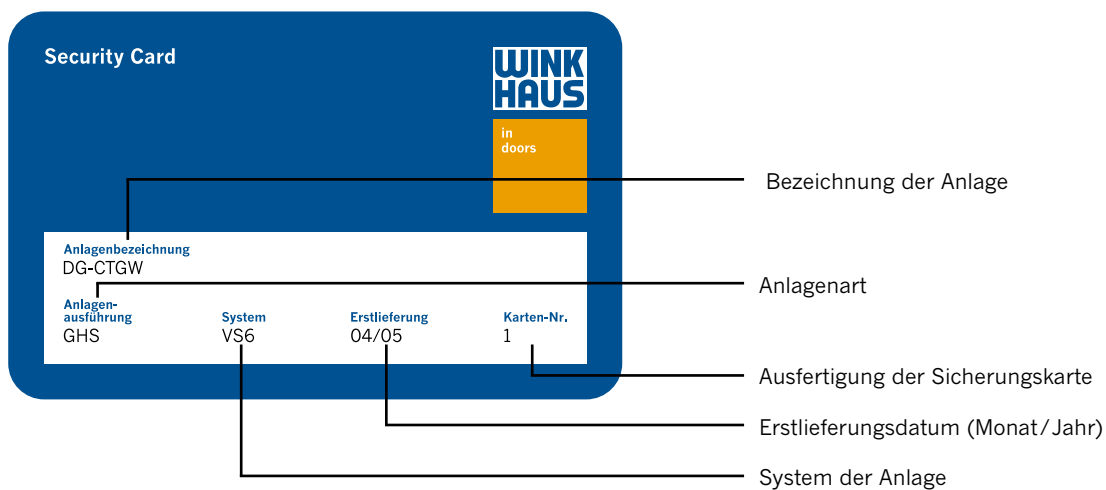 Security Card
WINK
HAUS
in
doors
Bezeichnung der Anlage
Anlagenbezeichnung
DG-CTGW
Anlagenart
Anlagen-
ausführung
GHS
System
VS6
Erstlieferung
04/05
Karten-Nr.
1
Ausfertigung der Sicherungskarte
Erstlieferungsdatum (Monat/Jahr)
System der Anlage